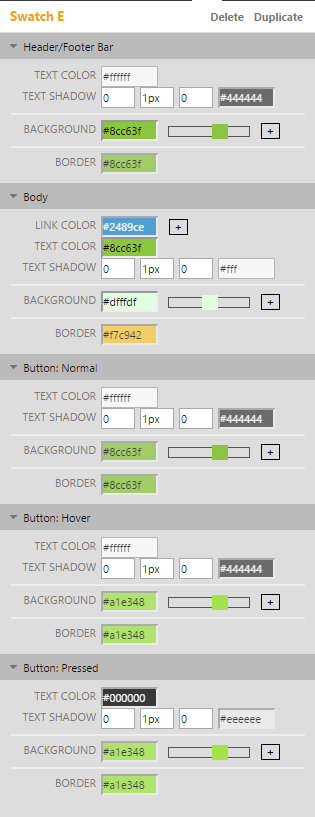 Swatch E Delete Duplicate
Header/Footer Bar
TEXT COLOR #ffffff
TEXT SHADOW 0 1px 0 #444444
BACKGROUND #8cc63f +
BORDER #8cc63f
Body
LINK COLOR #2489ce +
TEXT COLOR #8cc63f
TEXT SHADOW 0 1px 0 #fff
BACKGROUND #dfffdf +
BORDER #f7c942
Button: Normal
TEXT COLOR #ffffff
TEXT SHADOW 0 1px 0 #444444
BACKGROUND #8cc63f +
BORDER #8cc63f
Button: Hover
TEXT COLOR #ffffff
TEXT SHADOW 0 1px 0 #444444
BACKGROUND #a1e348 +
BORDER #a1e348
Button: Pressed
TEXT COLOR #000000
TEXT SHADOW 0 1px 0 #eeeeee
BACKGROUND #a1e348 +
BORDER #a1e348